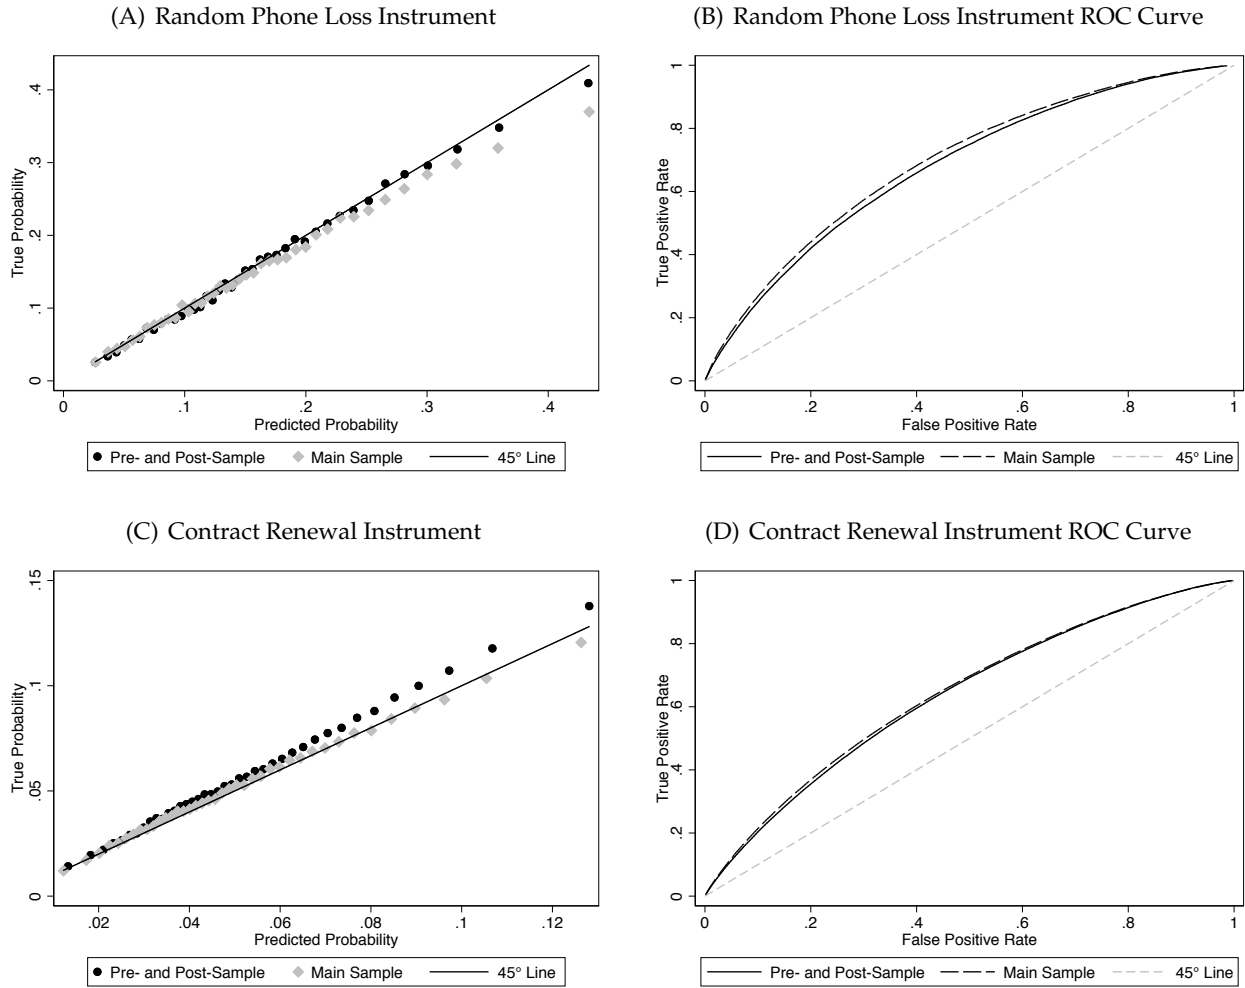 (A) Random Phone Loss Instrument
True Probability
.4
.3
.2
.1
0
0 .1 .2 .3 .4
Predicted Probability
Pre- and Post-Sample Main Sample 45° Line
(B) Random Phone Loss Instrument ROC Curve
True Positive Rate
1
.8
.6
.4
.2
0
0 .2 .4 .6 .8 1
False Positive Rate
Pre- and Post-Sample Main Sample 45° Line
(C) Contract Renewal Instrument
True Probability
.15
.1
.05
0
.02 .04 .06 .08 .1 .12
Predicted Probability
Pre- and Post-Sample Main Sample 45° Line
(D) Contract Renewal Instrument ROC Curve
True Positive Rate
1
.8
.6
.4
.2
0
0 .2 .4 .6 .8 1
False Positive Rate
Pre- and Post-Sample Main Sample 45° Line